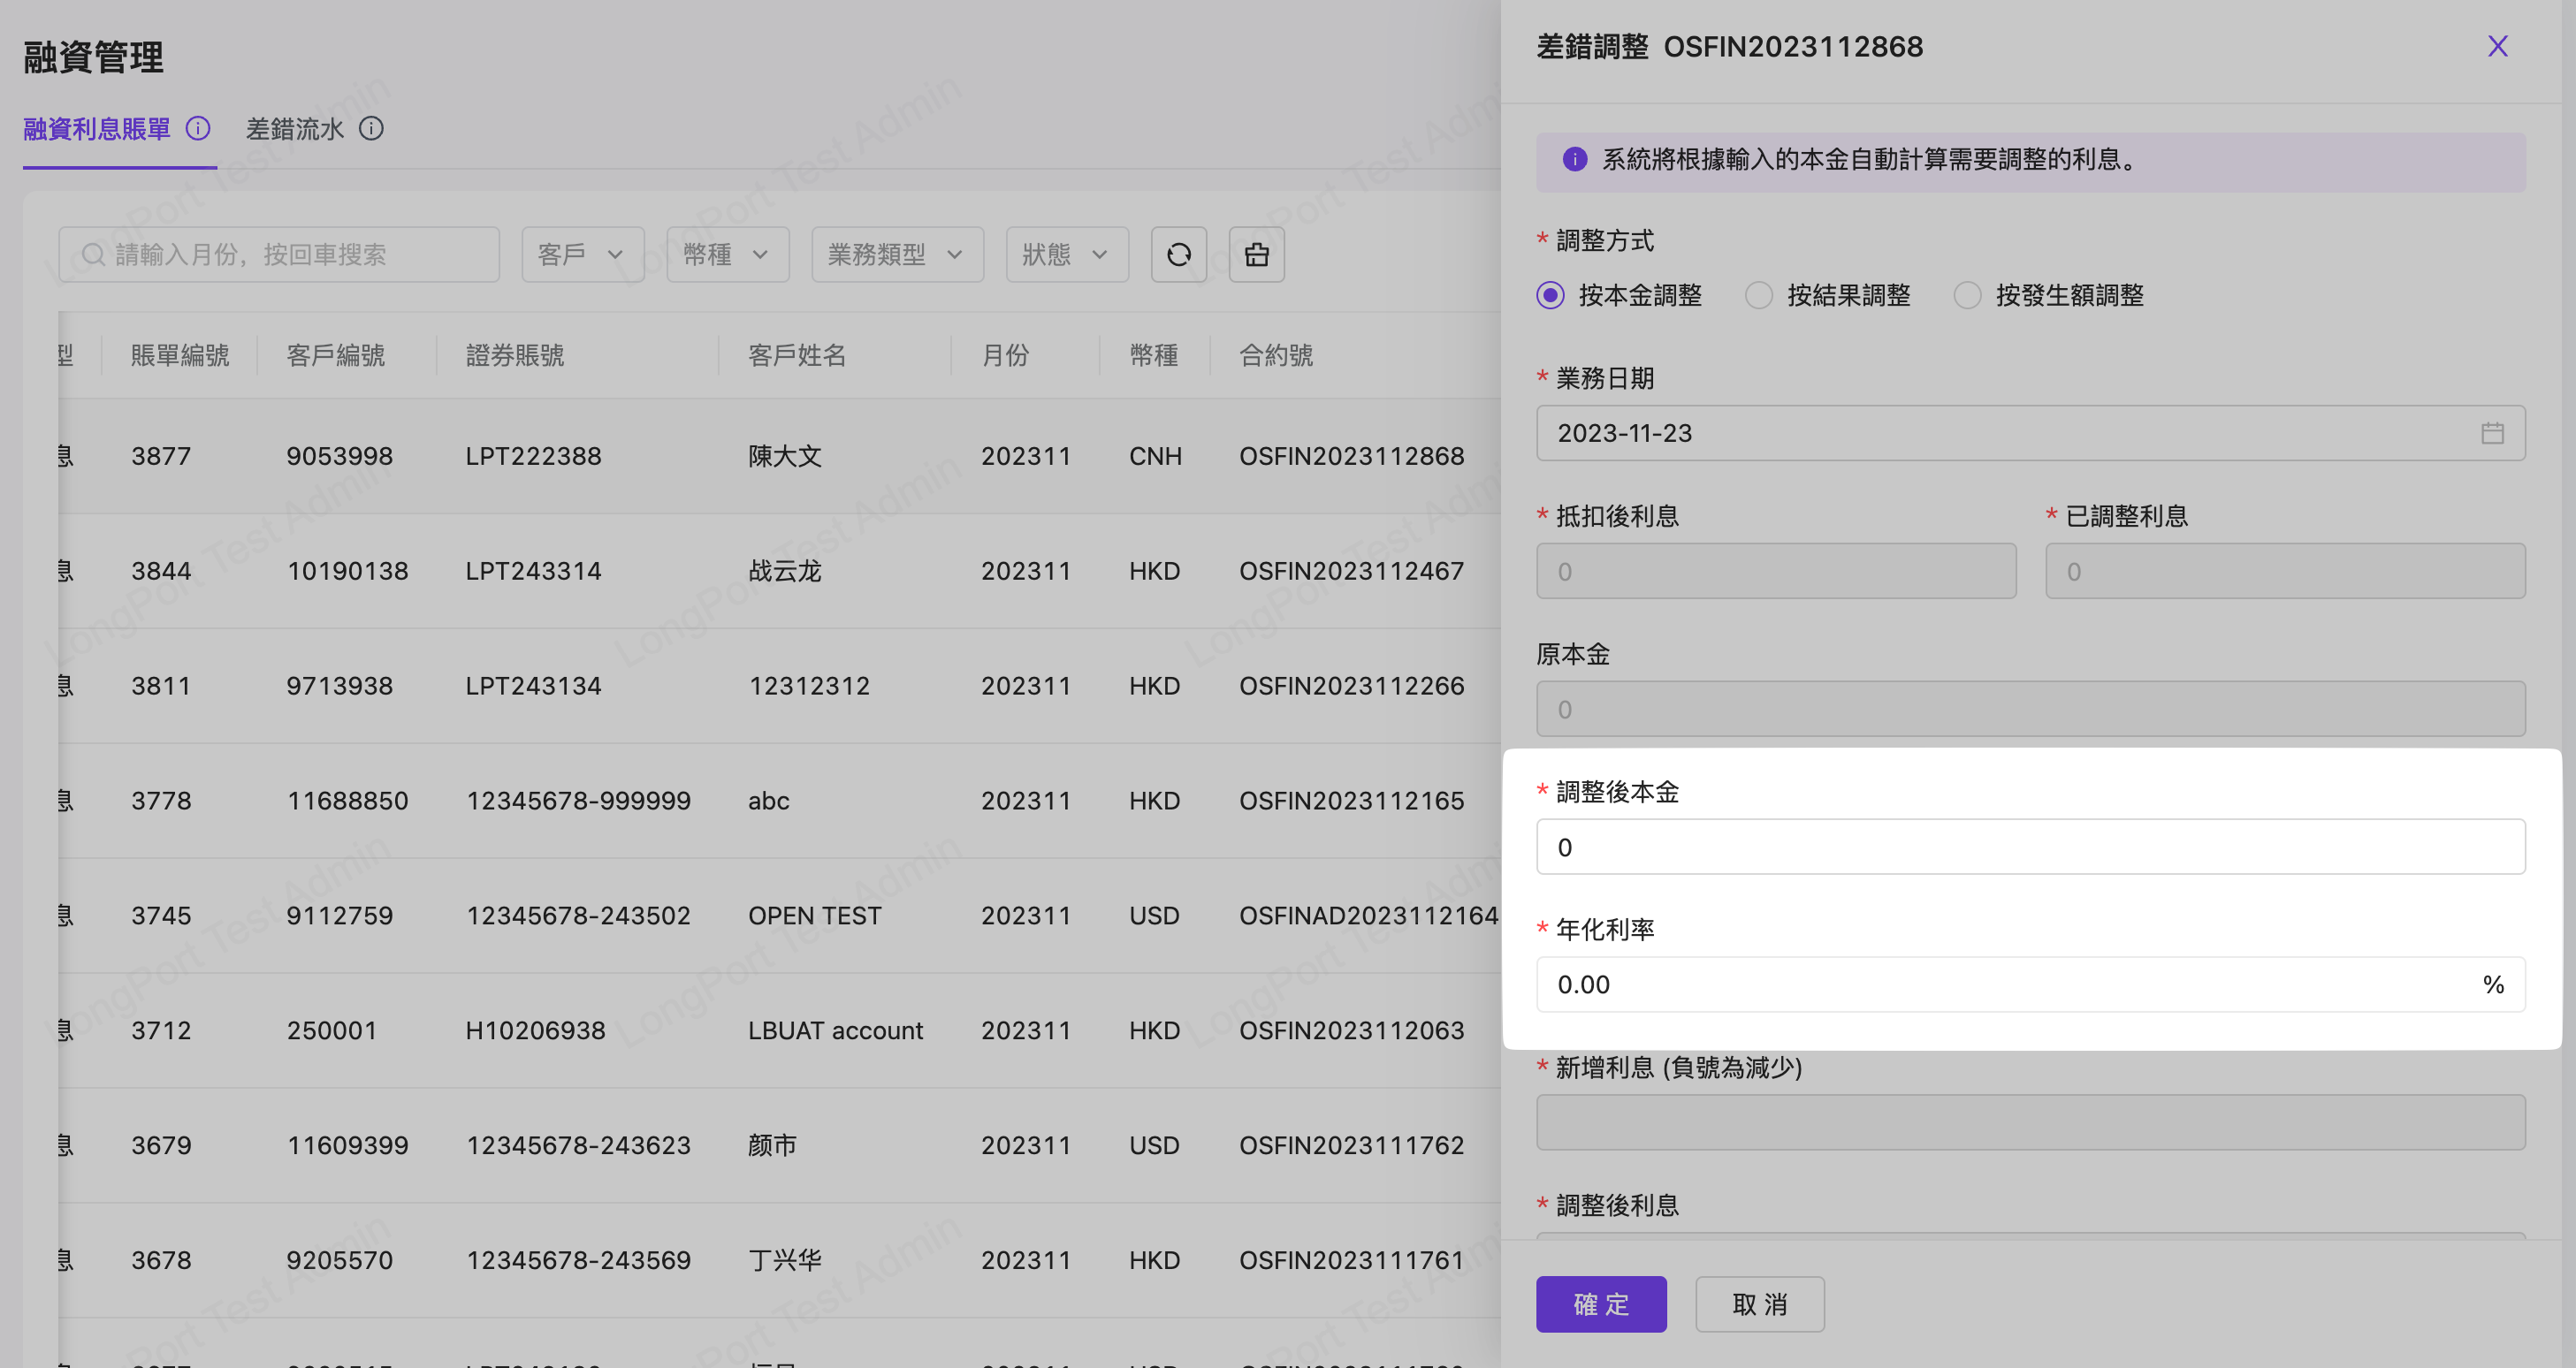 融資管理
融資利息賬單 差錯流水
請輸入月份，按回車搜索 客戶 幣種 業務類型 狀態
型 賬單編號 客戶編號 證券賬號 客戶姓名 月份 幣種 合約號
息 3877 9053998 LPT222388 陳大文 202311 CNH OSFIN2023112868
息 3844 10190138 LPT243314 战云龙 202311 HKD OSFIN2023112467
息 3811 9713938 LPT243134 12312312 202311 HKD OSFIN2023112266
息 3778 11688850 12345678-999999 abc 202311 HKD OSFIN2023112165
息 3745 9112759 12345678-243502 OPEN TEST 202311 USD OSFINAD2023112164
息 3712 250001 H10206938 LBUAT account 202311 HKD OSFIN2023112063
息 3679 11609399 12345678-243623 颜市 202311 USD OSFIN2023111762
息 3678 9205570 12345678-243569 丁兴华 202311 HKD OSFIN2023111761
差錯調整 OSFIN2023112868
系統將根據輸入的本金自動計算需要調整的利息。
* 調整方式
按本金調整 按結果調整 按發生額調整
* 業務日期
2023-11-23
* 抵扣後利息 * 已調整利息
0 0
原本金
0
* 調整後本金
0
* 年化利率
0.00 %
* 新增利息 (負號為減少)
* 調整後利息
確定 取消
LongPort Test Admin